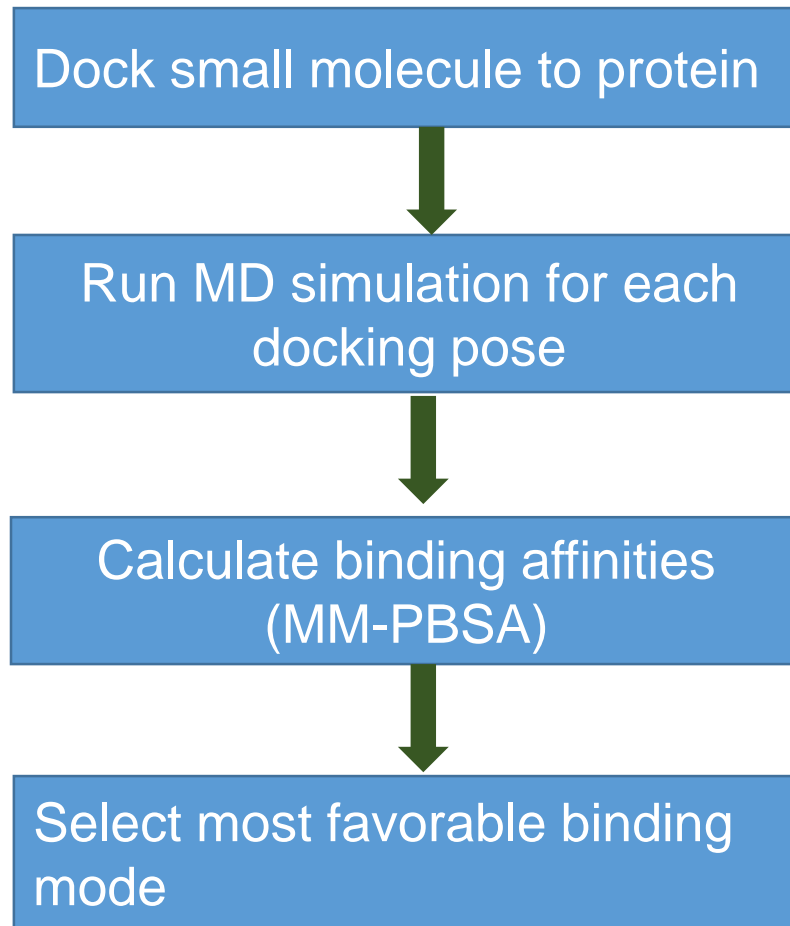 Dock small molecule to protein
Run MD simulation for each
docking pose
Calculate binding affinities
(MM-PBSA)
Select most favorable binding
mode